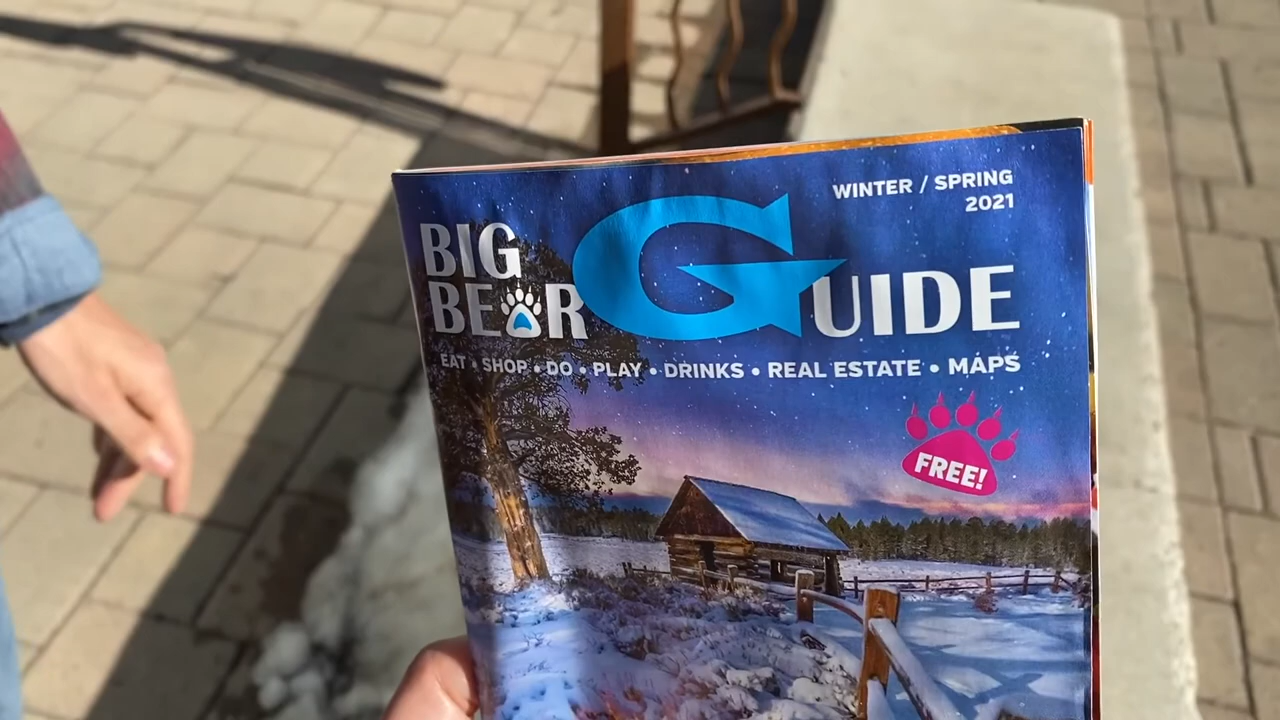 WINTER / SPRING
2021
BIG
BEAR
GUIDE
EAT • SHOP • DO • PLAY • DRINKS • REAL ESTATE • MAPS
FREE!